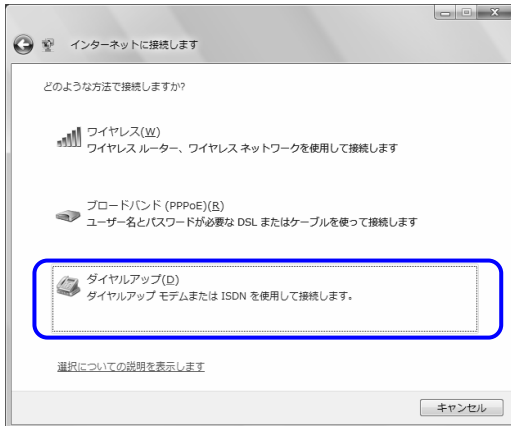 インターネットに接続します
どのような方法で接続しますか?
ワイヤレス(W)
ワイヤレス ルーター、ワイヤレス ネットワークを使用して接続します
ブロードバンド (PPPoE)(R)
ユーザー名とパスワードが必要な DSL またはケーブルを使って接続します
ダイヤルアップ(D)
ダイヤルアップ モデムまたは ISDN を使用して接続します。
選択についての説明を表示します
キャンセル